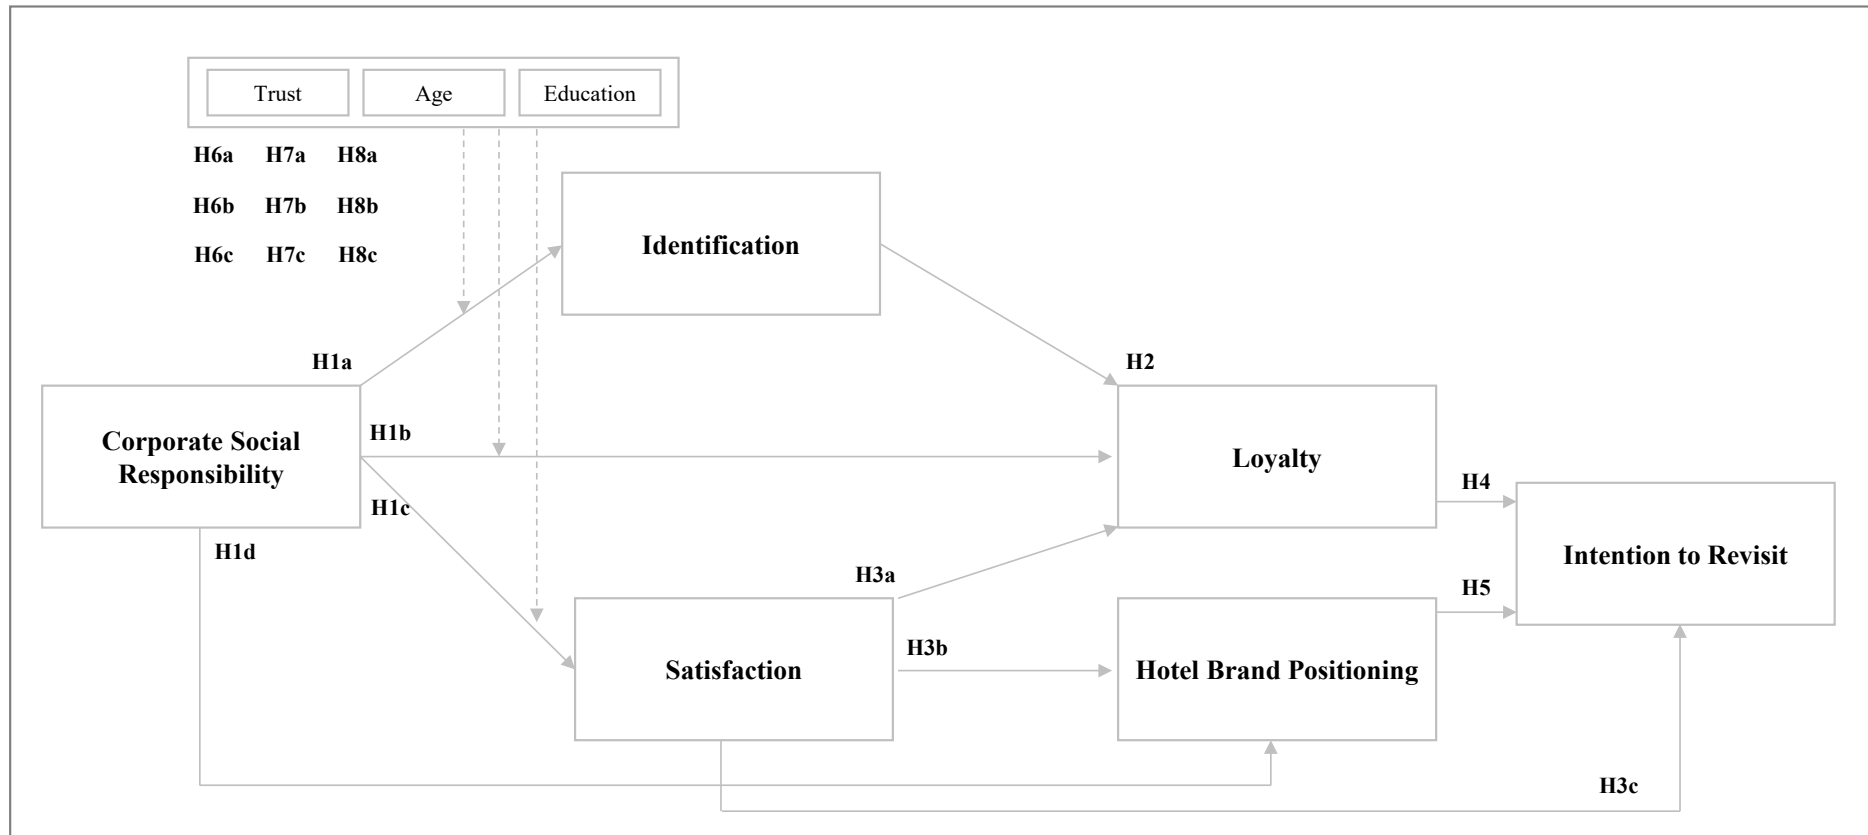 Trust Age Education
H6a H7a H8a
H6b H7b H8b
H6c H7c H8c
Identification
H1a
H2
Corporate Social
Responsibility
H1b
Loyalty
H1c
H4
H1d
Intention to Revisit
H3a
H5
H3b
Satisfaction
Hotel Brand Positioning
H3c